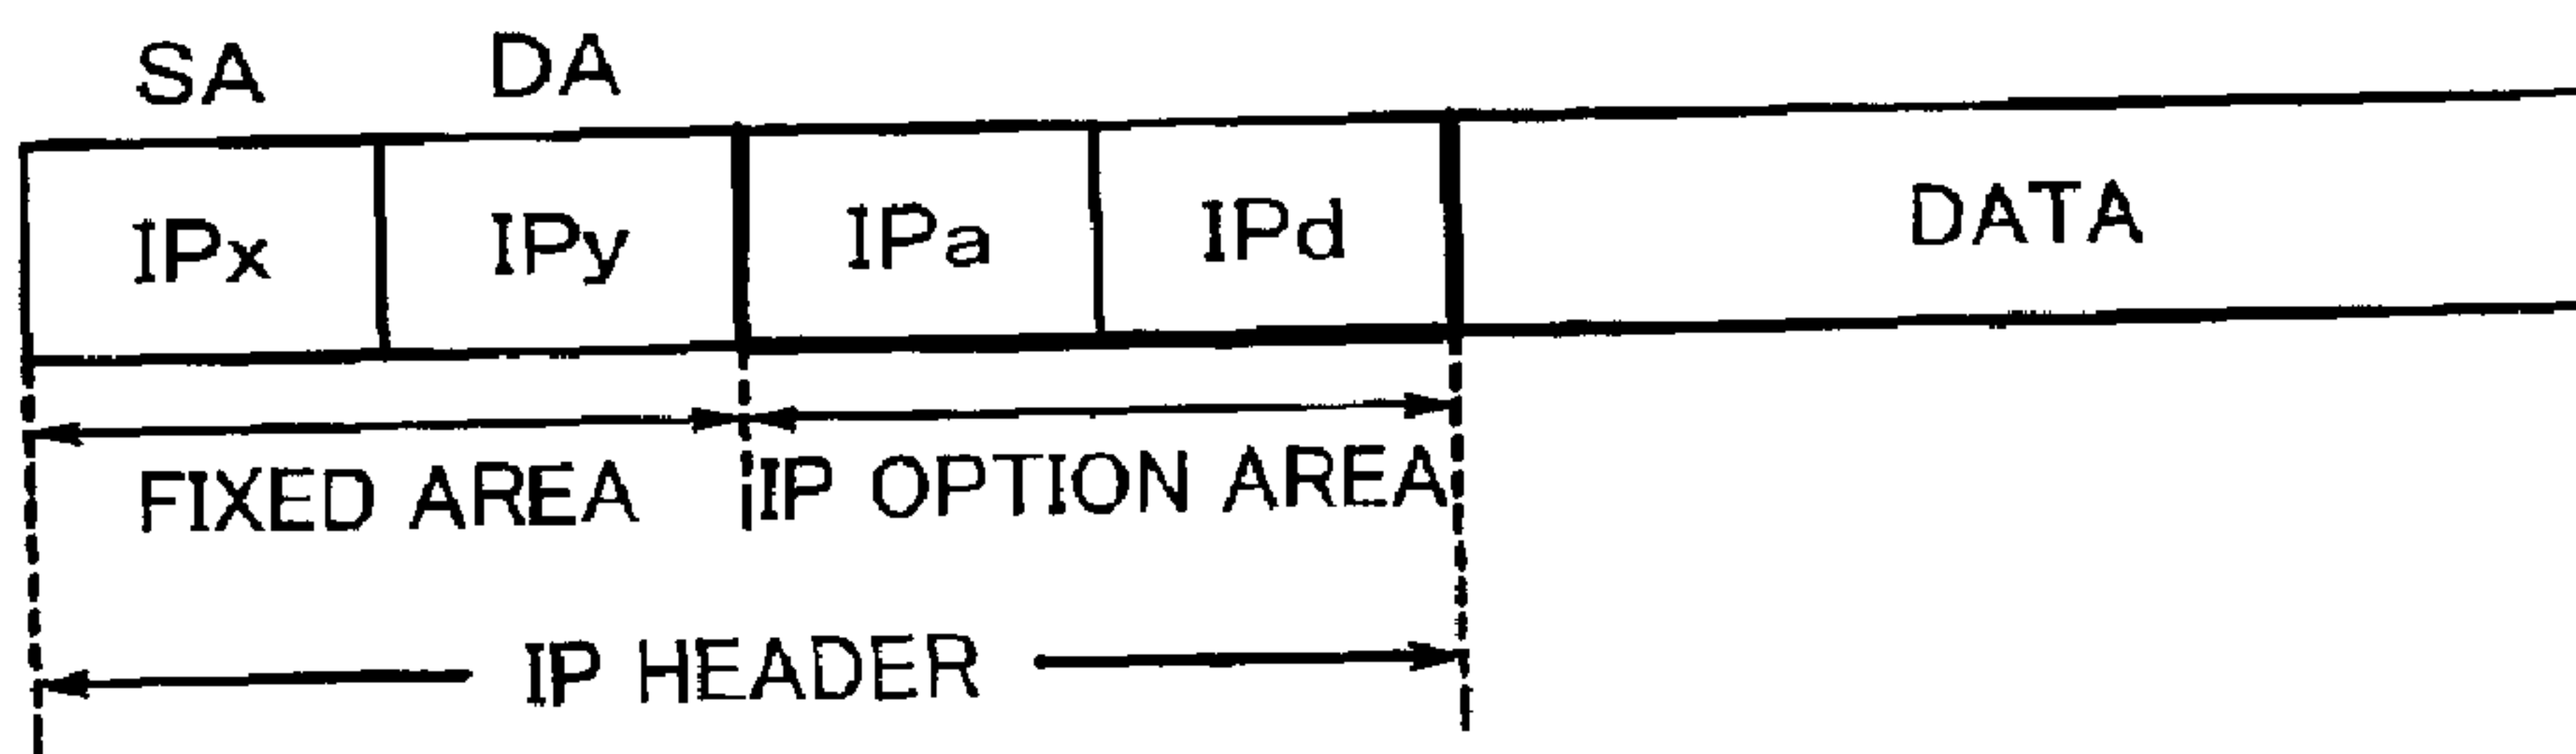 SA DA
IPx IPy IPa IPd DATA
FIXED AREA IP OPTION AREA
IP HEADER